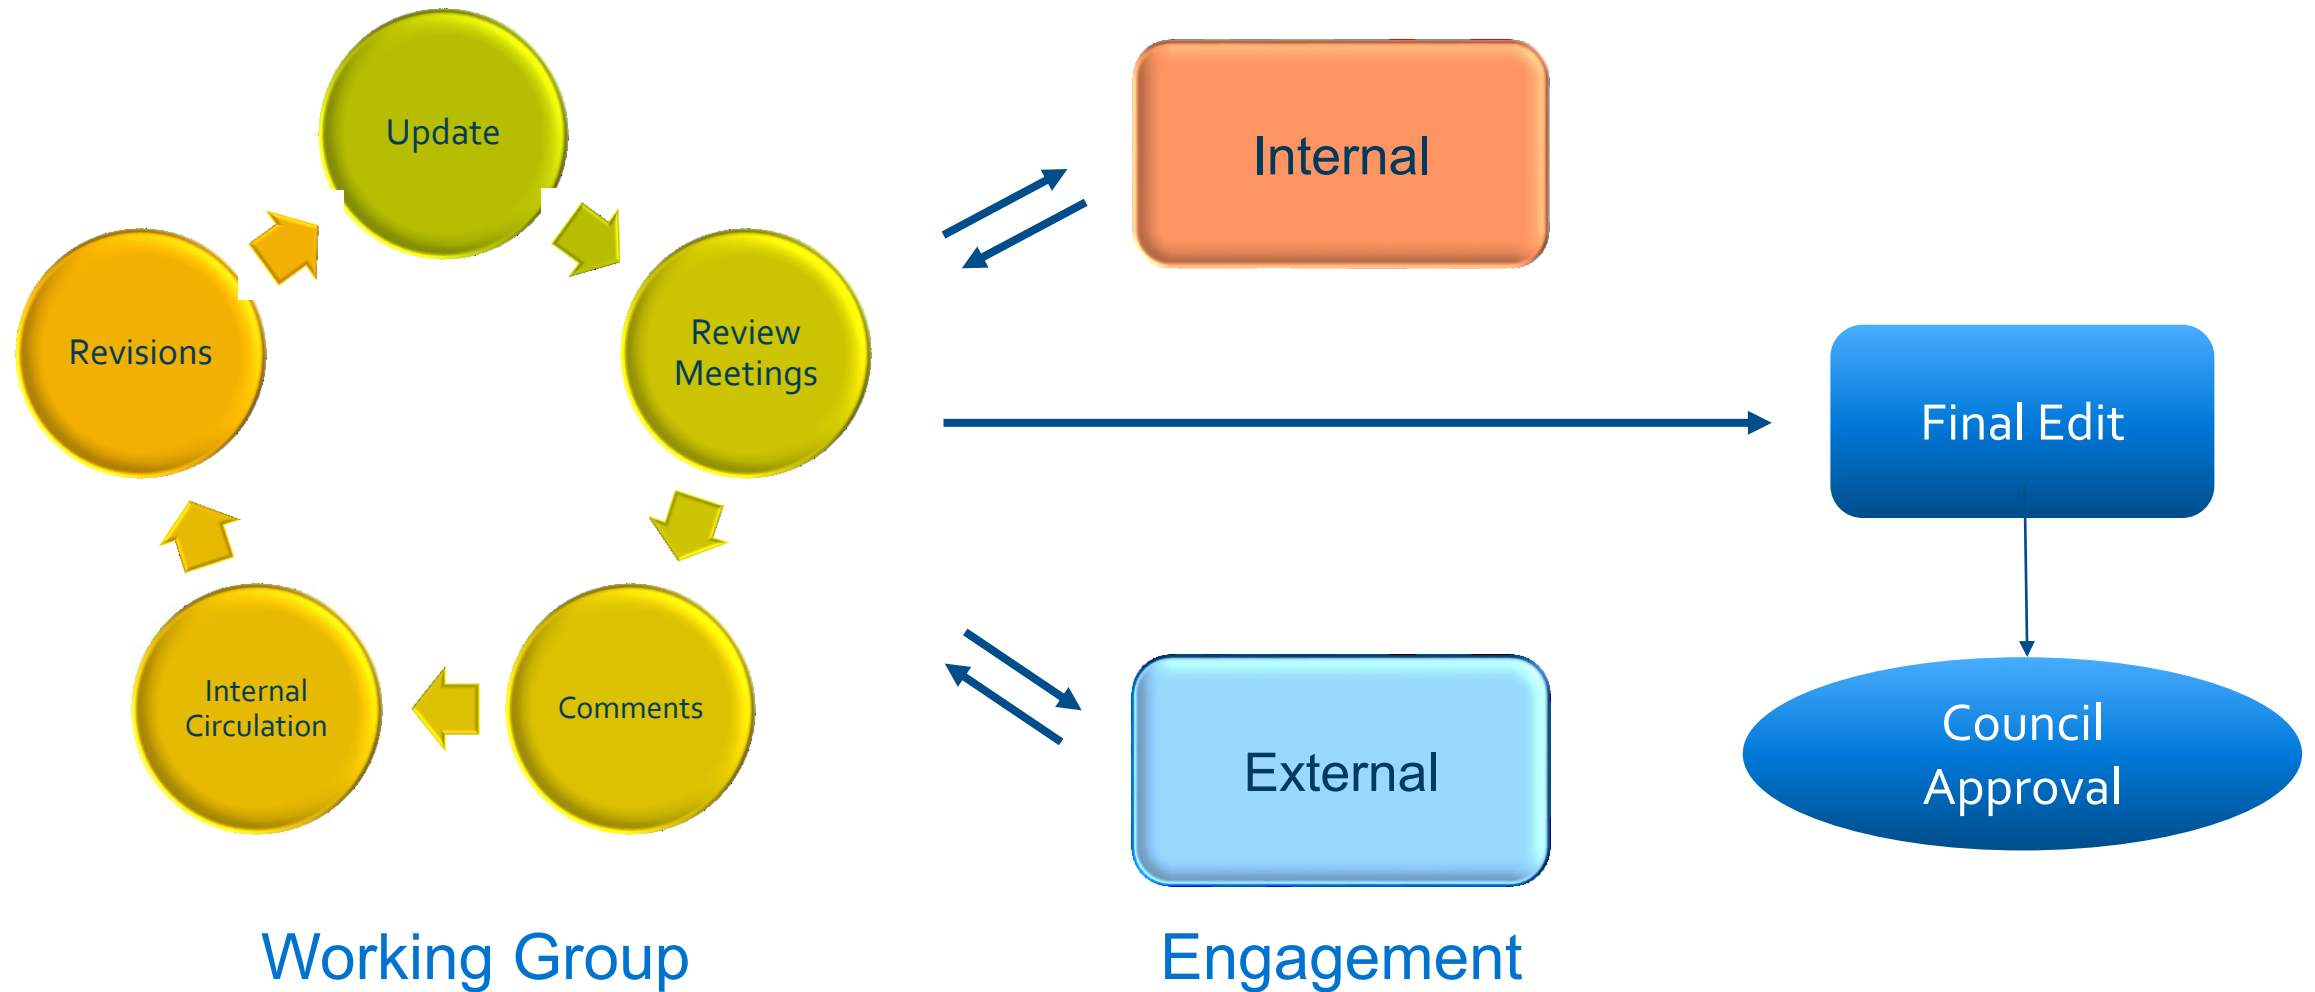 Update
Review
Meetings
Comments
Internal
Circulation
Revisions
Working Group
Internal
External
Engagement
Final Edit
Council
Approval